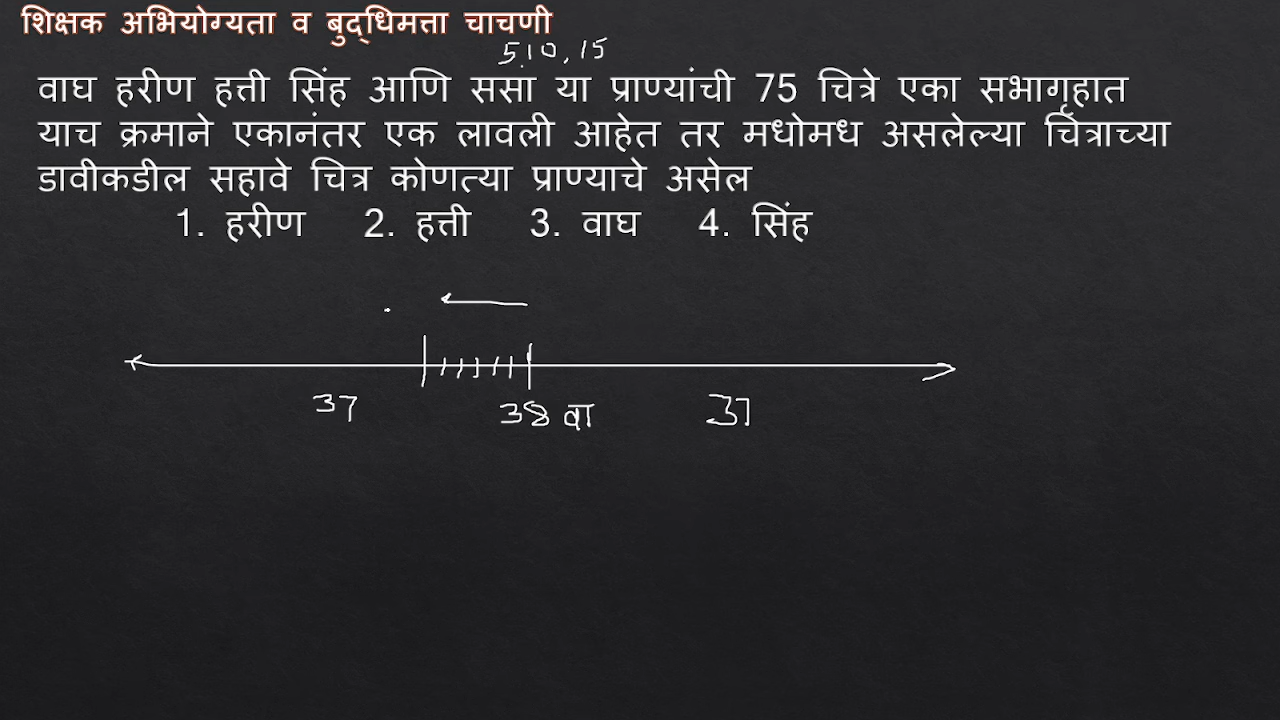 शिक्षक अभियोग्यता व बुद्धिमत्ता चाचणी
5,10,15
वाघ हरीण हत्ती सिंह आणि ससा या प्राण्यांची 75 चित्रे एका सभागृहात
याच क्रमाने एकानंतर एक लावली आहेत तर मधोमध असलेल्या चित्राच्या
डावीकडील सहावे चित्र कोणत्या प्राण्याचे असेल
1. हरीण 2. हत्ती 3. वाघ 4. सिंह
37 38 वा 37